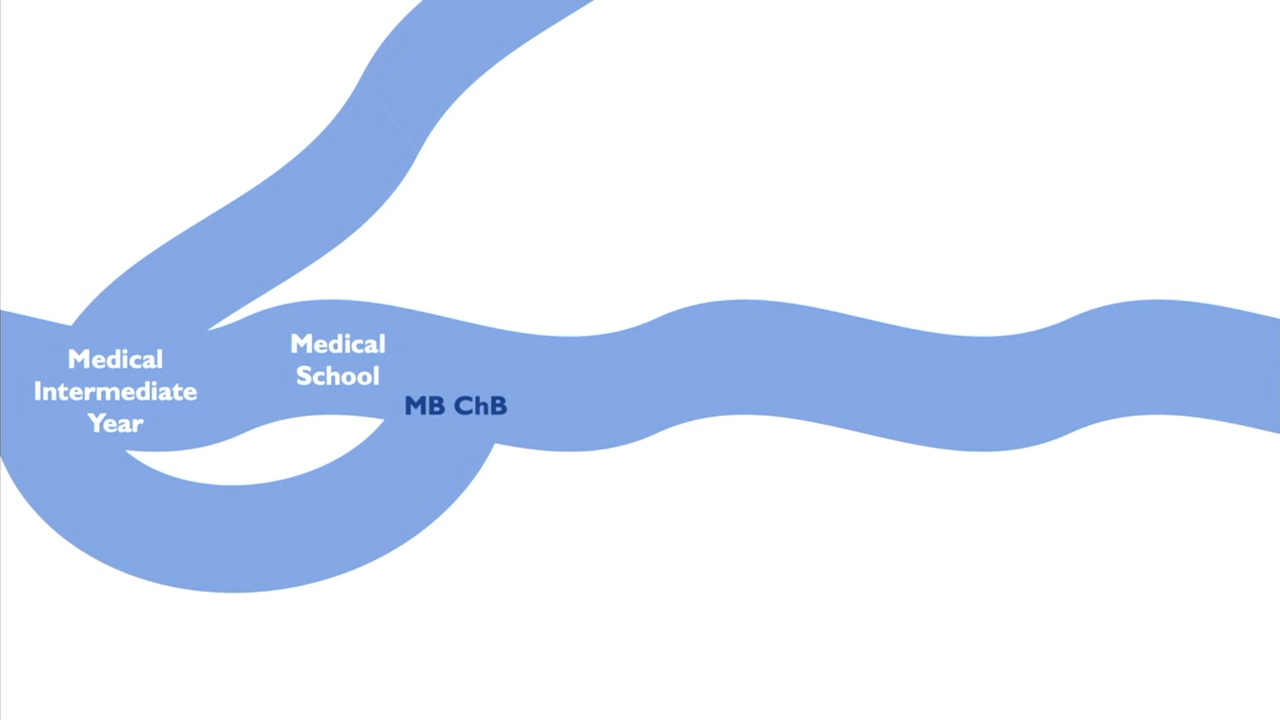 Medical
Intermediate
Year
Medical
School
MB ChB